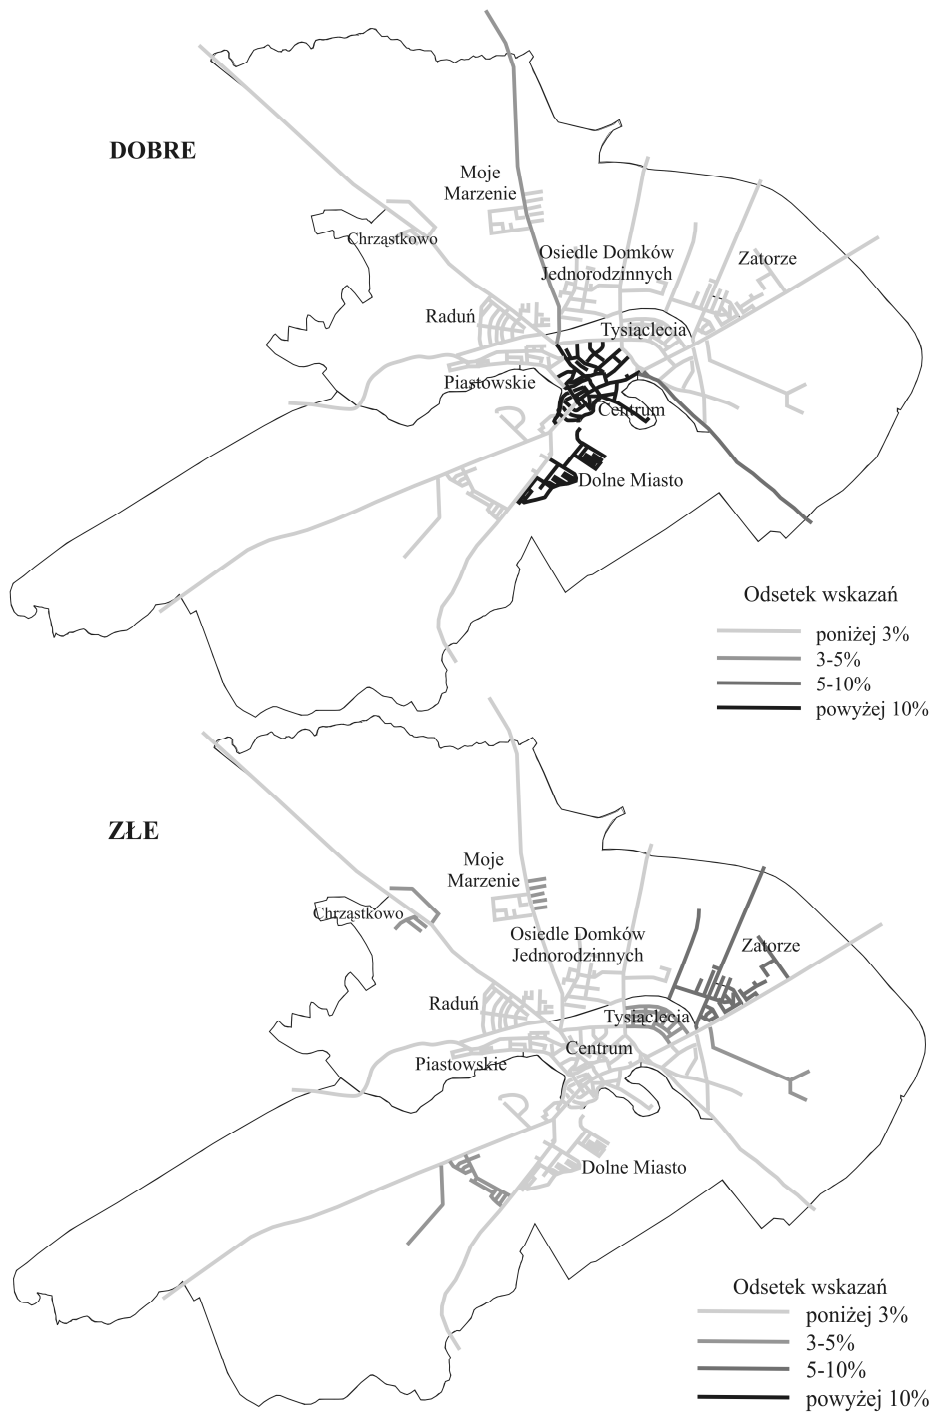 DOBRE
Moje
Marzenie
Chrząstkowo
Osiedle Domków
Jednorodzinnych
Zatorze
Raduń
Tysiąclecia
Piastowskie
Centrum
Dolne Miasto
Odsetek wskazań
poniżej 3%
3-5%
5-10%
powyżej 10%
ZŁE
Moje
Marzenie
Chrząstkowo
Osiedle Domków
Jednorodzinnych
Zatorze
Raduń
Tysiąclecia
Centrum
Piastowskie
Dolne Miasto
Odsetek wskazań
poniżej 3%
3-5%
5-10%
powyżej 10%